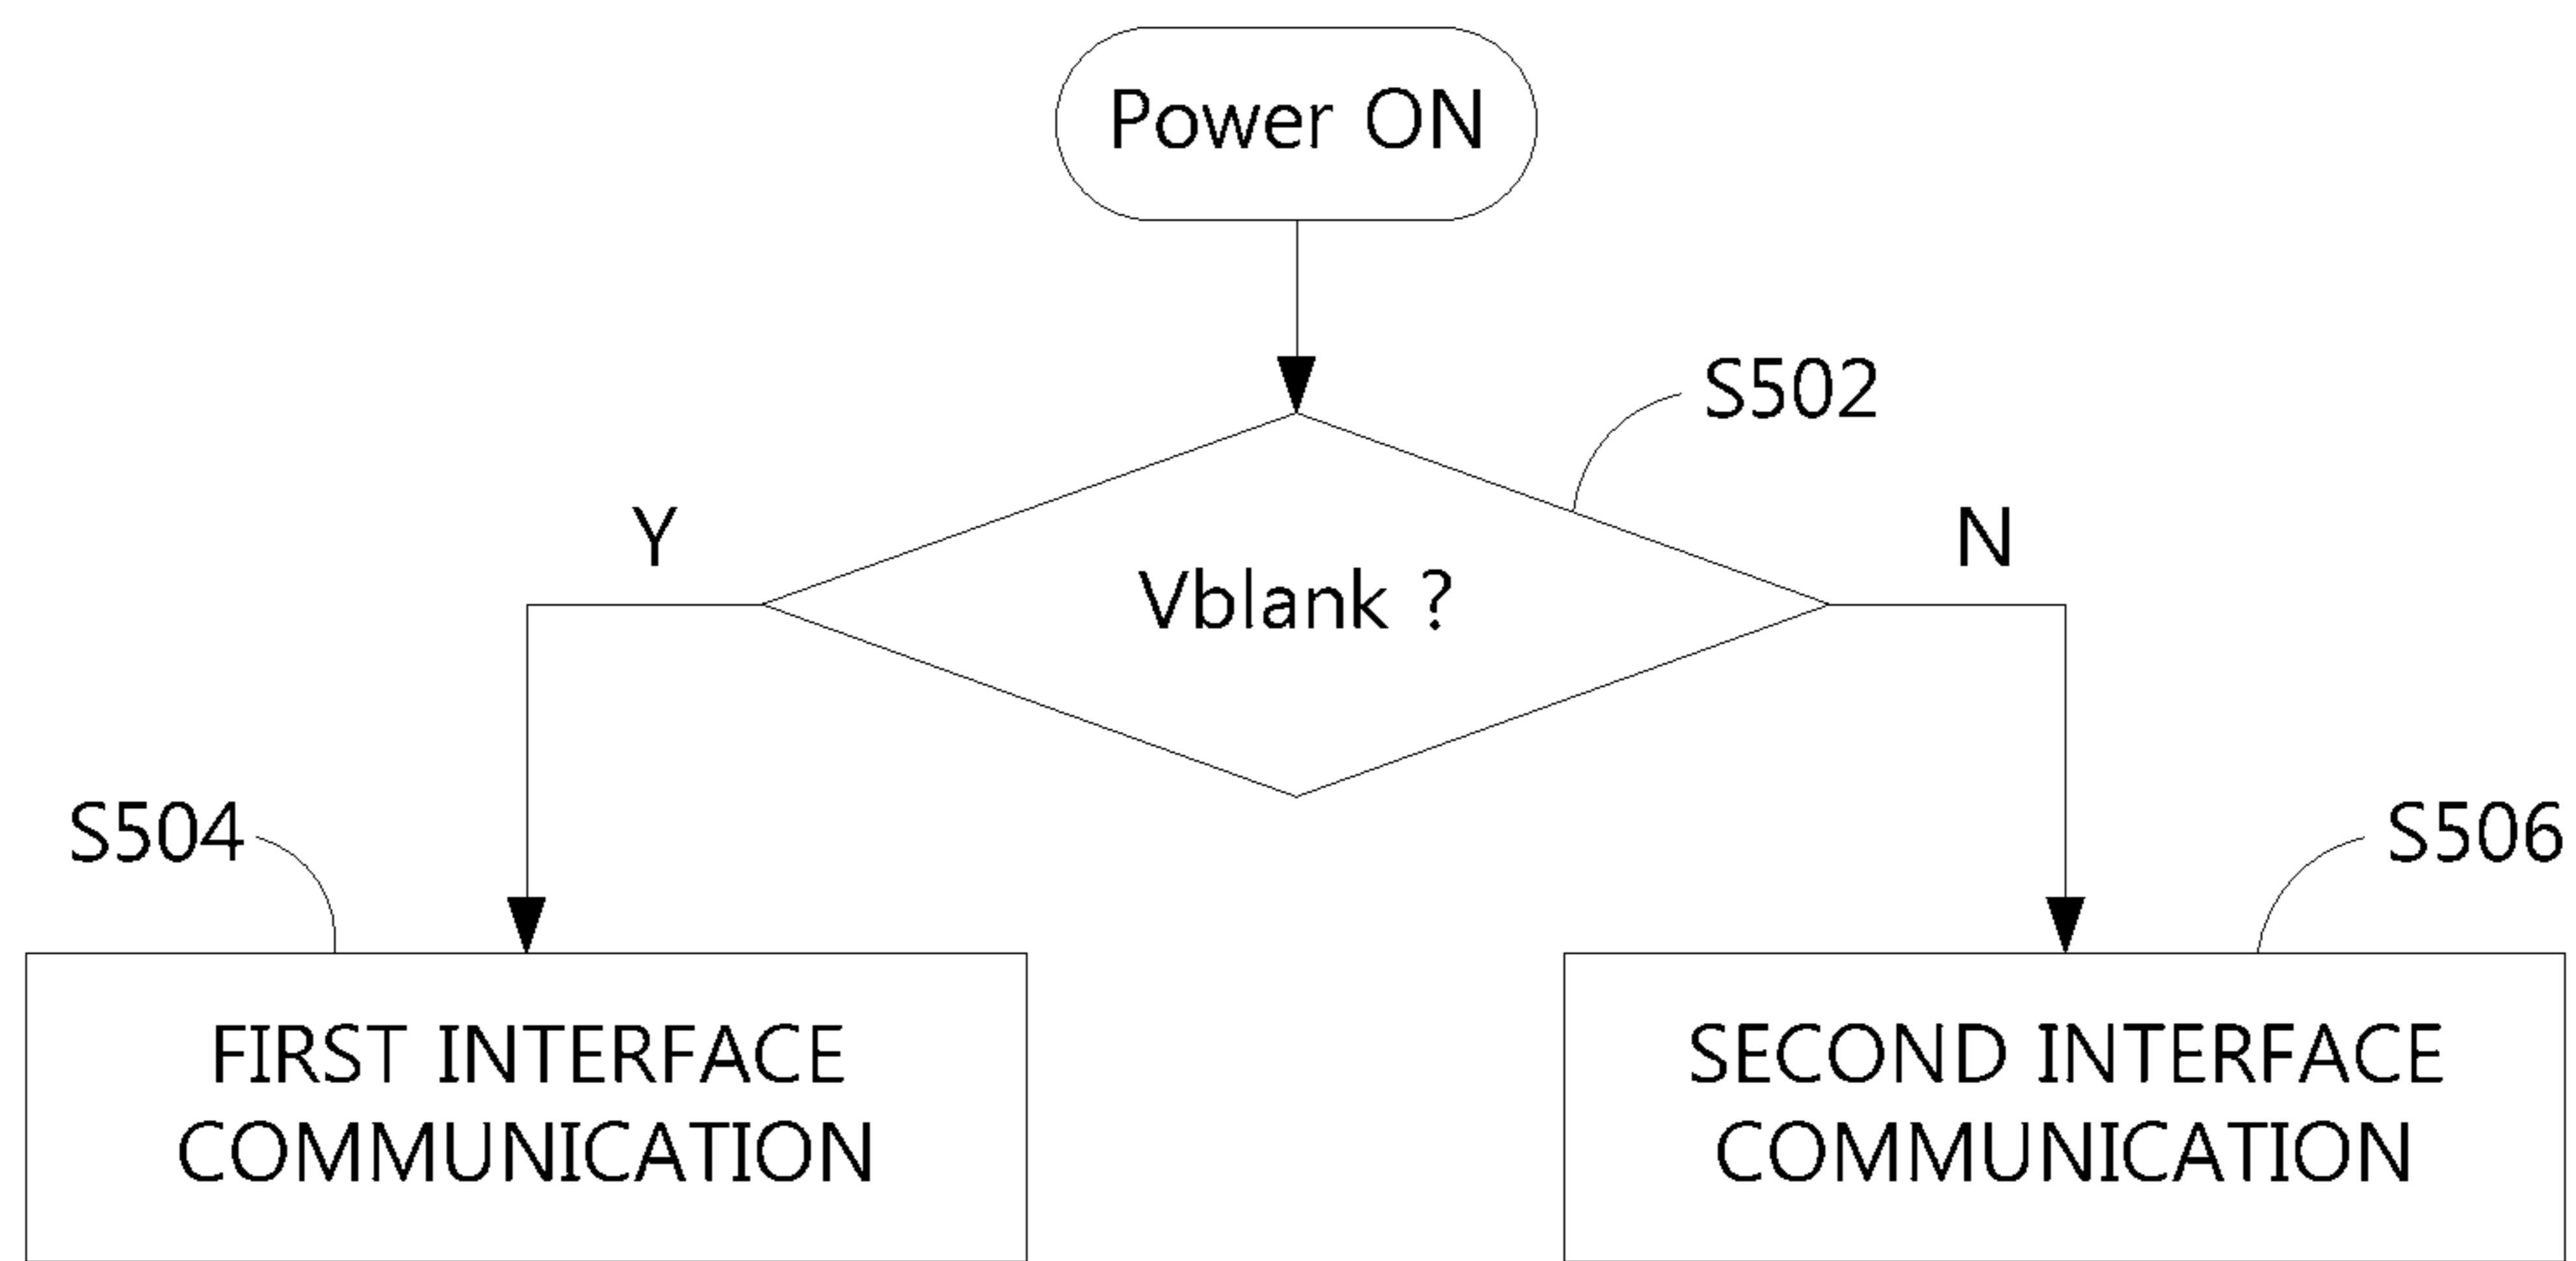 Power ON
S502
Y
N
Vblank ?
S504
S506
FIRST INTERFACE
COMMUNICATION
SECOND INTERFACE
COMMUNICATION